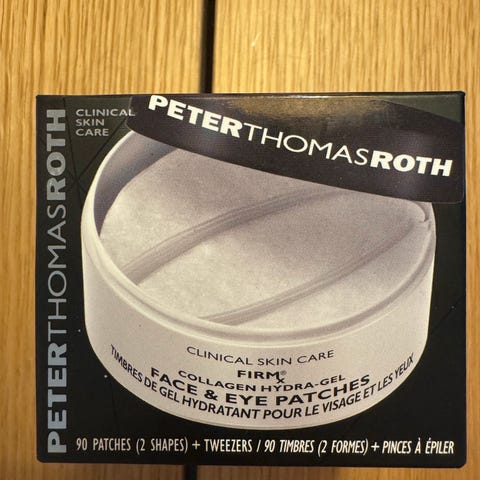 PETERTHOMASROTH
CLINICAL
SKIN
CARE
PETERTHOMASROTH
CLINICAL SKIN CARE
FIRMx®
COLLAGEN HYDRA-GEL
FACE & EYE PATCHES
TIMBRES DE GEL HYDRATANT POUR LE VISAGE ET LES YEUX
90 PATCHES (2 SHAPES) + TWEEZERS / 90 TIMBRES (2 FORMES) + PINCES À ÉPILER